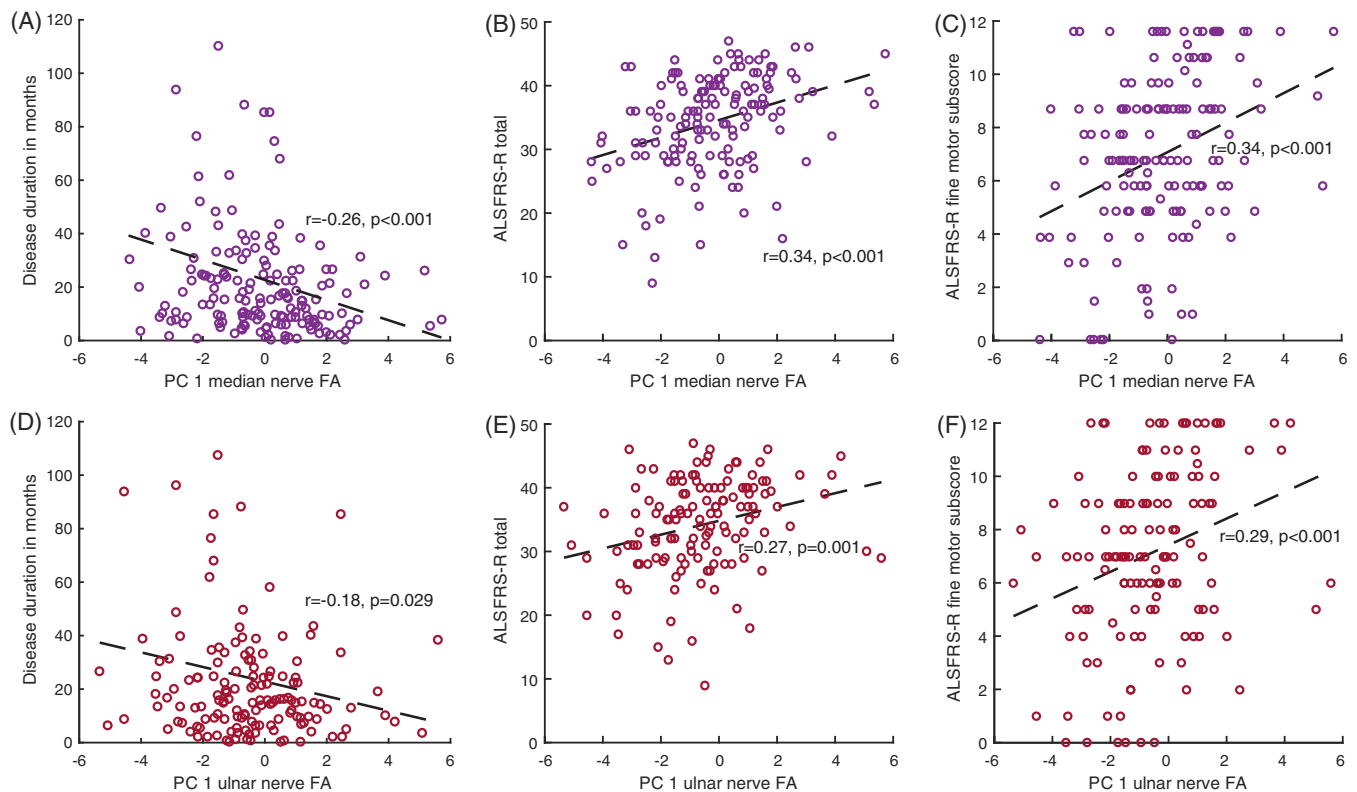 (A)
120
100
80
60
40
20
0
Disease duration in months
r=-0.26, p<0.001
-6 -4 -2 0 2 4 6
PC 1 median nerve FA
(B)
50
40
30
20
10
0
ALSFRS-R total
r=0.34, p<0.001
-6 -4 -2 0 2 4 6
PC 1 median nerve FA
(C)
12
10
8
6
4
2
0
ALSFRS-R fine motor subscore
r=0.34, p<0.001
-6 -4 -2 0 2 4 6
PC 1 median nerve FA
(D)
120
100
80
60
40
20
0
Disease duration in months
r=-0.18, p=0.029
-6 -4 -2 0 2 4 6
PC 1 ulnar nerve FA
(E)
50
40
30
20
10
0
ALSFRS-R total
r=0.27, p=0.001
-6 -4 -2 0 2 4 6
PC 1 ulnar nerve FA
(F)
12
10
8
6
4
2
0
ALSFRS-R fine motor subscore
r=0.29, p<0.001
-6 -4 -2 0 2 4 6
PC 1 ulnar nerve FA